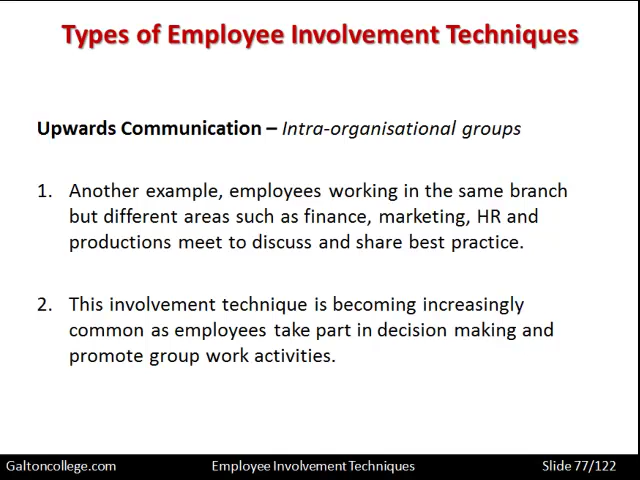 Types of Employee Involvement Techniques
Upwards Communication – Intra-organisational groups
1. Another example, employees working in the same branch
but different areas such as finance, marketing, HR and
productions meet to discuss and share best practice.
2. This involvement technique is becoming increasingly
common as employees take part in decision making and
promote group work activities.
Galtoncollege.com Employee Involvement Techniques Slide 77/122